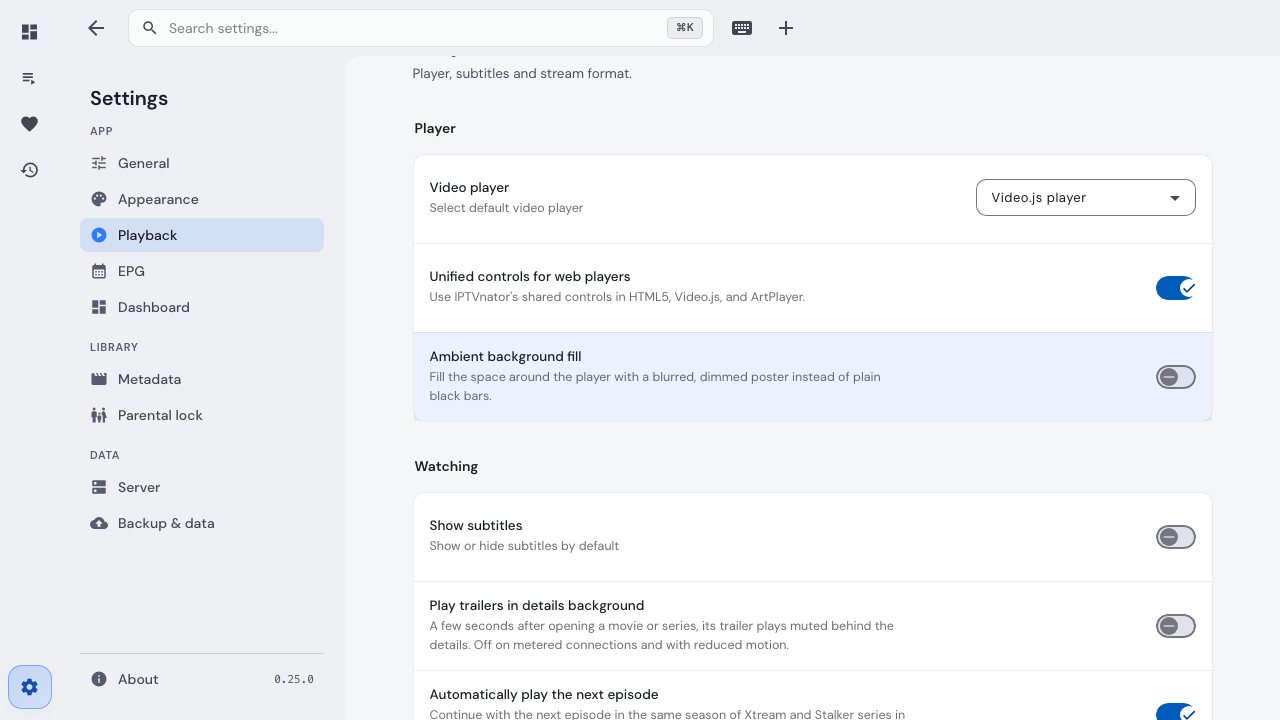 Search settings...
⌘K
Settings
APP
General
Appearance
Playback
EPG
Dashboard
LIBRARY
Metadata
Parental lock
DATA
Server
Backup & data
About
0.25.0
Player, subtitles and stream format.
Player
Video player
Select default video player
Video.js player
Unified controls for web players
Use IPTVnator's shared controls in HTML5, Video.js, and ArtPlayer.
Ambient background fill
Fill the space around the player with a blurred, dimmed poster instead of plain
black bars.
Watching
Show subtitles
Show or hide subtitles by default
Play trailers in details background
A few seconds after opening a movie or series, its trailer plays muted behind the
details. Off on metered connections and with reduced motion.
Automatically play the next episode
Continue with the next episode in the same season of Xtream and Stalker series in